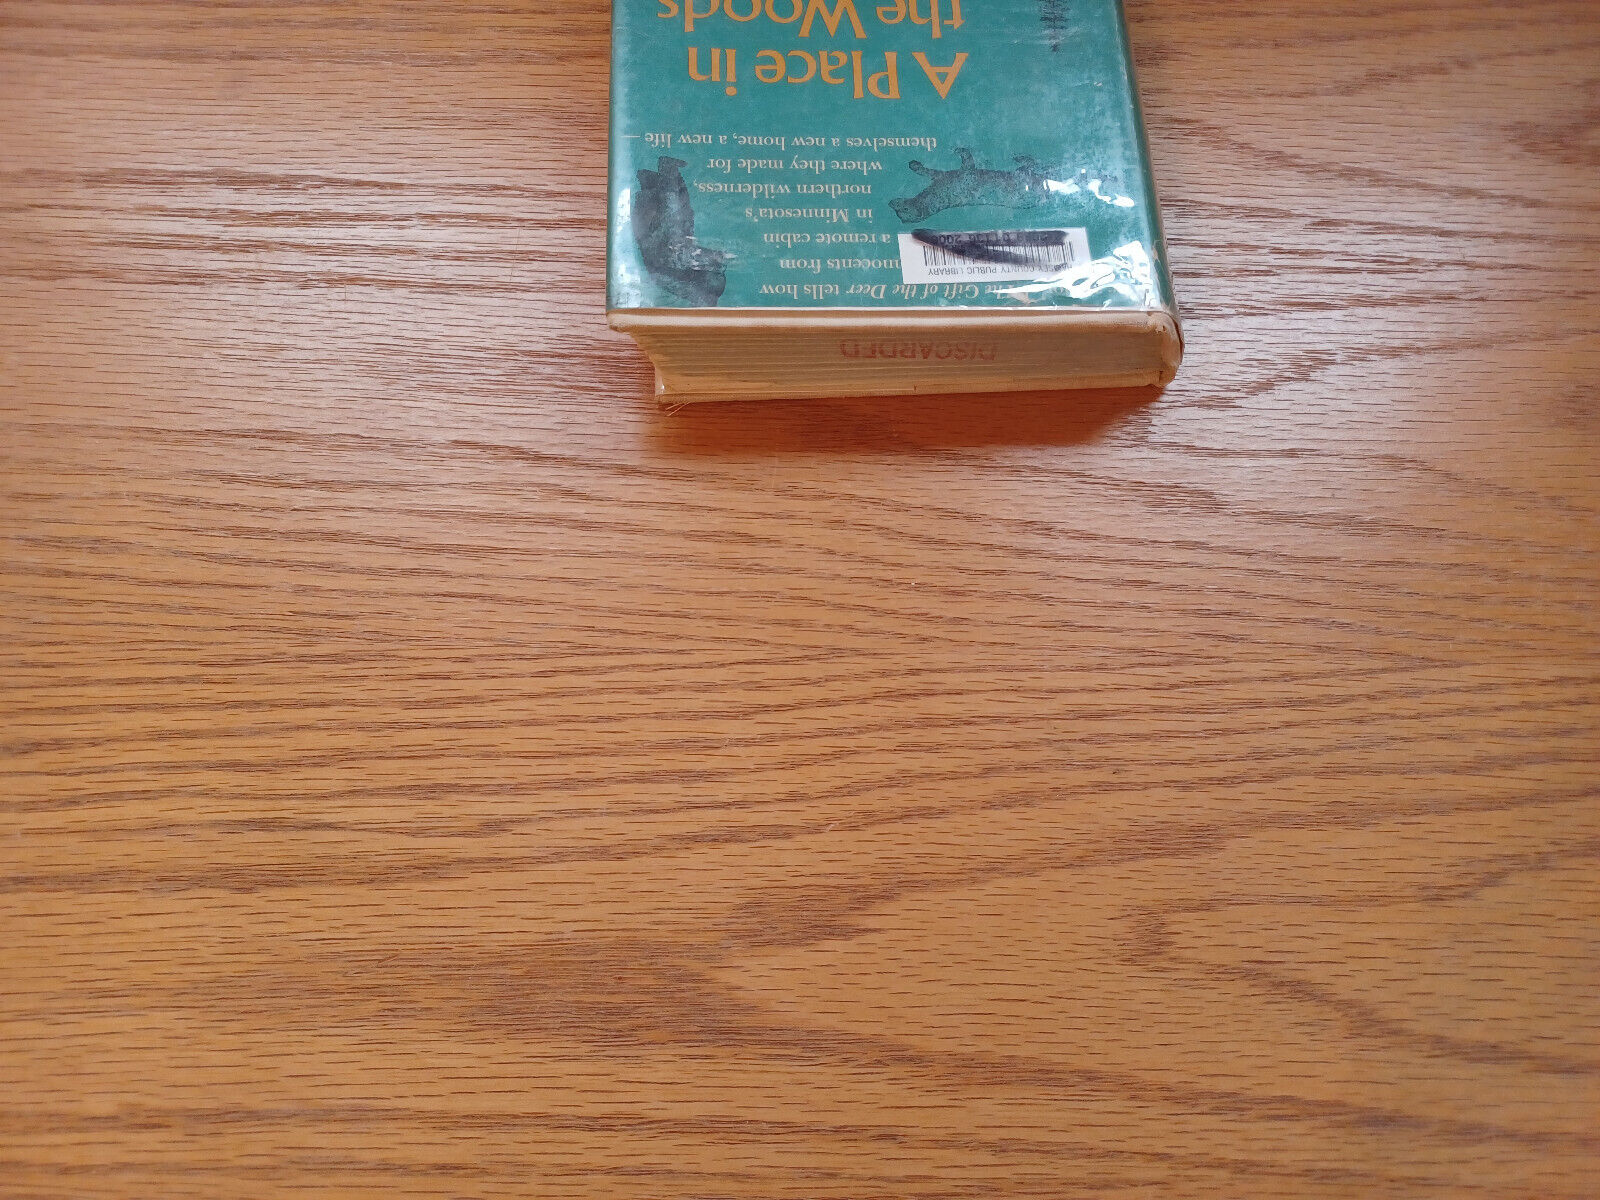 DISCARDED
The Gift of the Deer tells how
from
COUNTY PUBLIC LIBRARY
a remote cabin
in Minnesota's
northern wilderness,
where they made for
themselves a new home, a new life—
A Place in
the Woods